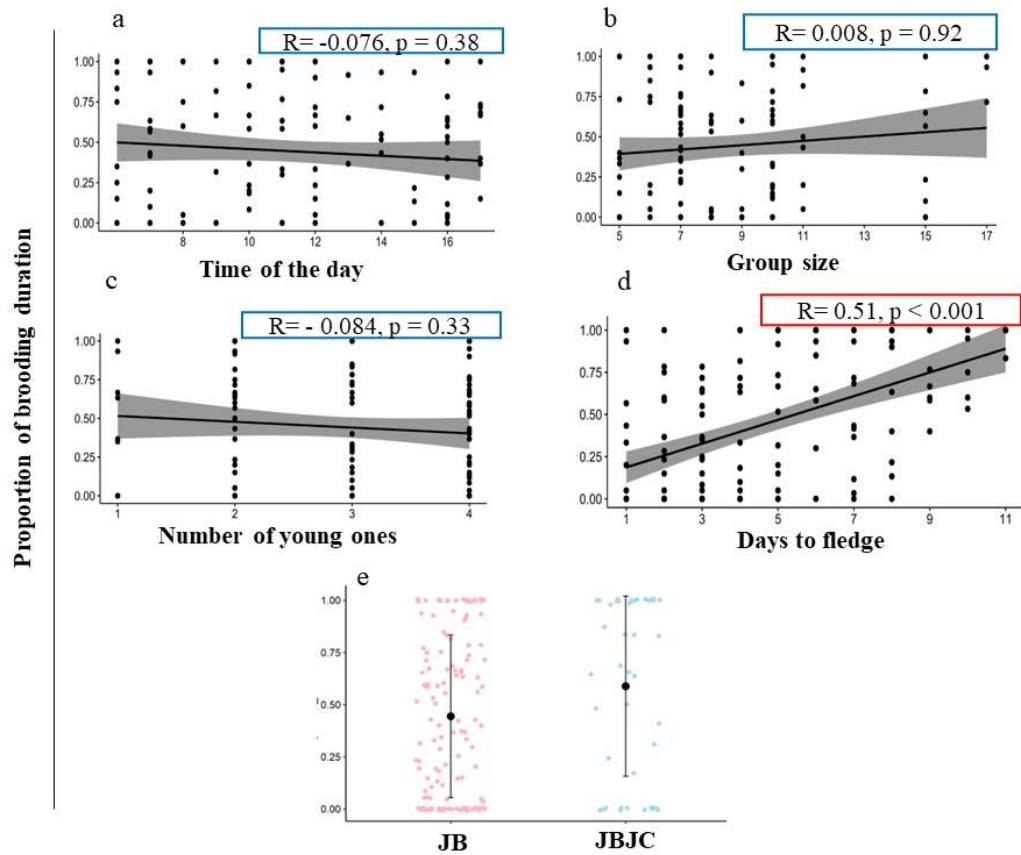 a
R= -0.076, p = 0.38
1.00
0.75
0.50
0.25
0.00
8 10 12 14 16
Time of the day
b
R= 0.008, p = 0.92
1.00
0.75
0.50
0.25
0.00
5 7 9 11 13 15 17
Group size
Proportion of brooding duration
c
R= - 0.084, p = 0.33
1.00
0.75
0.50
0.25
0.00
1 2 3 4
Number of young ones
d
R= 0.51, p < 0.001
1.00
0.75
0.50
0.25
0.00
1 3 5 7 9 11
Days to fledge
e
1.00
0.75
0.50
0.25
0.00
JB JBJC